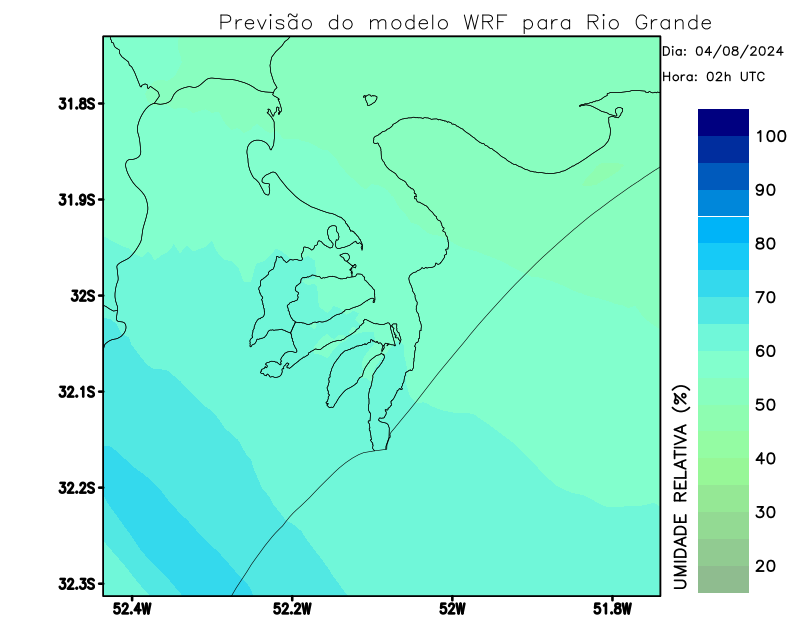 Previsão do modelo WRF para Rio Grande
Dia: 04/08/2024
Hora: 02h UTC
31.8S
31.9S
32S
32.1S
32.2S
32.3S
52.4W
52.2W
52W
51.8W
100
90
80
70
60
50
40
30
20
UMIDADE RELATIVA (%)